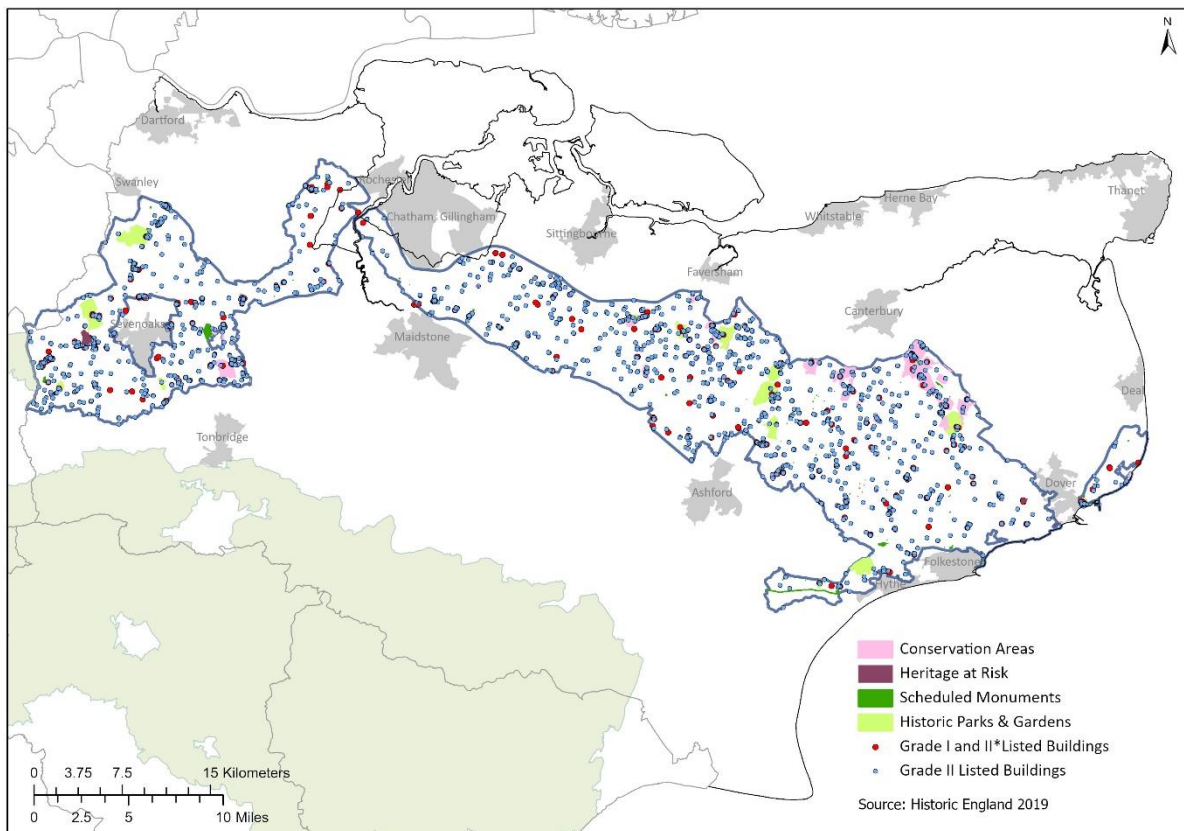 N
Dartford
Swanley
Rochester
Chatham, Gillingham
Sittingbourne
Whitstable
Herne Bay
Thanet
Faversham
Canterbury
Sevenoaks
Maidstone
Deal
Tonbridge
Ashford
Dover
Folkestone
Hythe
Conservation Areas
Heritage at Risk
Scheduled Monuments
Historic Parks & Gardens
Grade I and II*Listed Buildings
Grade II Listed Buildings
Source: Historic England 2019
0 3.75 7.5 15 Kilometers
0 2.5 5 10 Miles